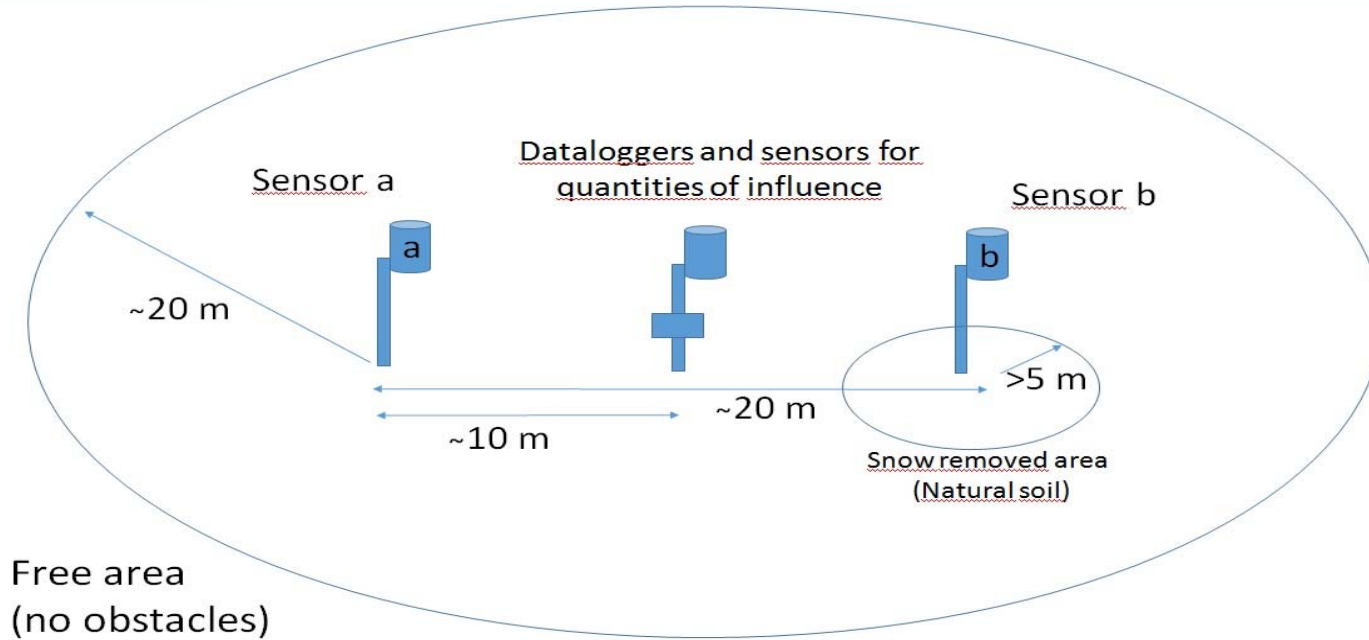 Dataloggers and sensors for
quantities of influence
Sensor a
Sensor b
a
b
~20 m
>5 m
~20 m
~10 m
Snow removed area
(Natural soil)
Free area
(no obstacles)